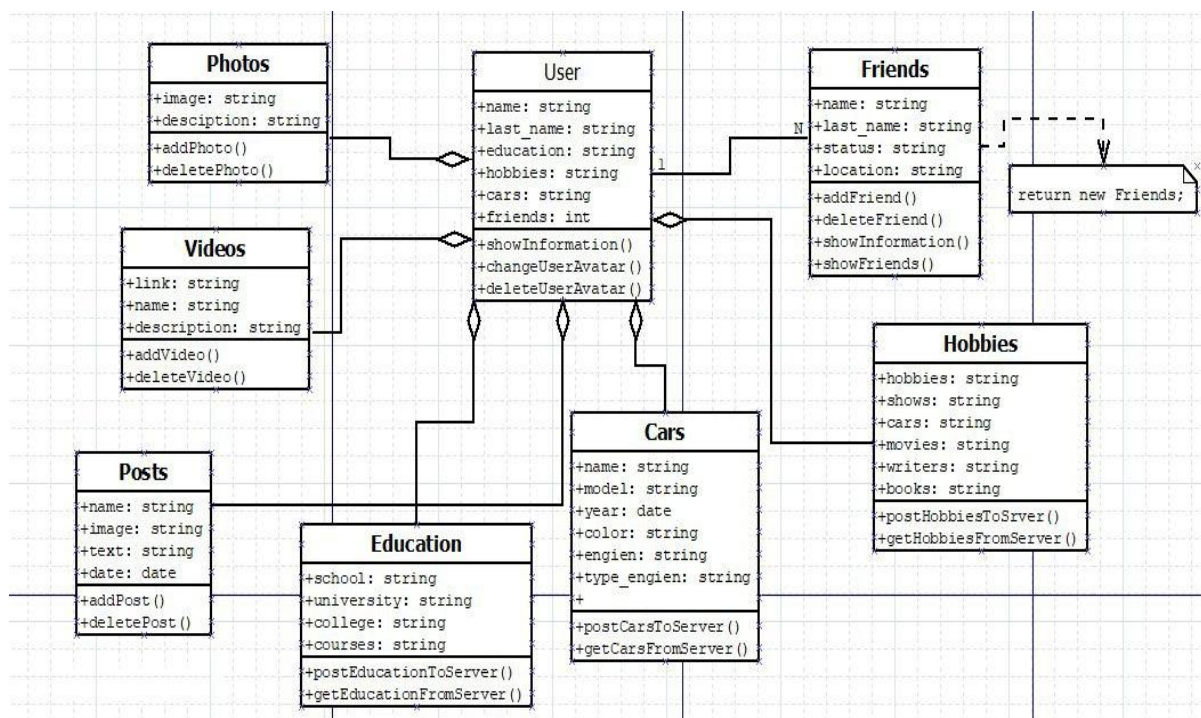 Photos
+image: string
+desciption: string
+addPhoto()
+deletePhoto()
User
+name: string
+last_name: string
+education: string
+hobbies: string
+cars: string
+friends: int
+showInformation()
+changeUserAvatar()
+deleteUserAvatar()
1
N
Friends
+name: string
+last_name: string
+status: string
+location: string
+addFriend()
+deleteFriend()
+showInformation()
+showFriends()
return new Friends;
Videos
+link: string
+name: string
+description: string
+addVideo()
+deleteVideo()
Hobbies
+hobbies: string
+shows: string
+cars: string
+movies: string
+writers: string
+books: string
+postHobbiesToSrver()
+getHobbiesFromServer()
Posts
+name: string
+image: string
+text: string
+date: date
+addPost()
+deletePost()
Education
+school: string
+university: string
+college: string
+courses: string
+postEducationToServer()
+getEducationFromServer()
Cars
+name: string
+model: string
+year: date
+color: string
+engien: string
+type_engien: string
+
+postCarsToServer()
+getCarsFromServer()